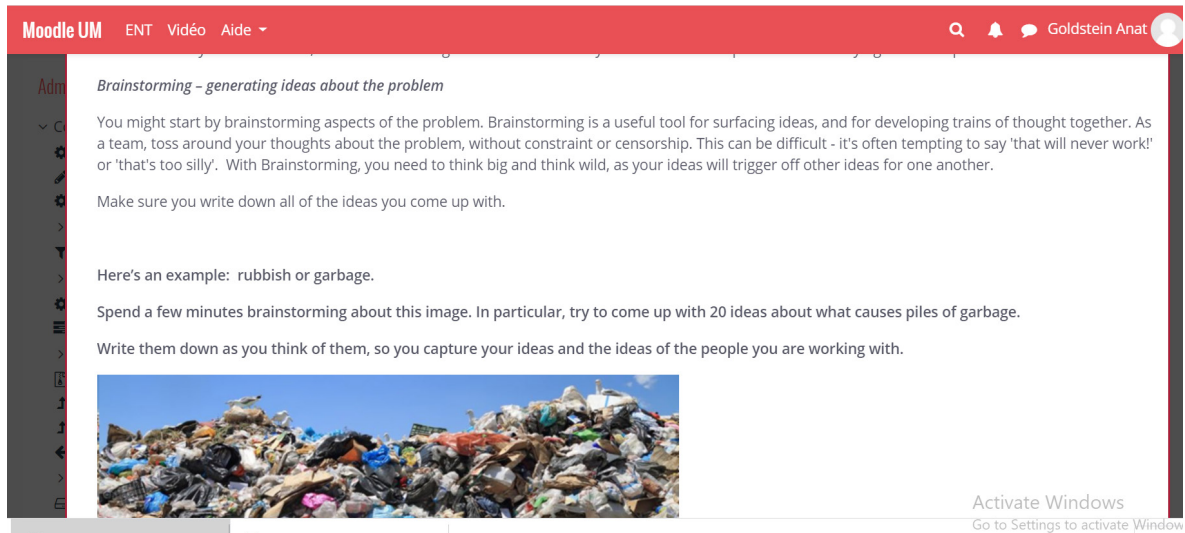 Moodle UM ENT Vidéo Aide Goldstein Anat
Adm
Brainstorming – generating ideas about the problem
You might start by brainstorming aspects of the problem. Brainstorming is a useful tool for surfacing ideas, and for developing trains of thought together. As
a team, toss around your thoughts about the problem, without constraint or censorship. This can be difficult - it's often tempting to say 'that will never work!'
or 'that's too silly'. With Brainstorming, you need to think big and think wild, as your ideas will trigger off other ideas for one another.
Make sure you write down all of the ideas you come up with.
Here's an example: rubbish or garbage.
Spend a few minutes brainstorming about this image. In particular, try to come up with 20 ideas about what causes piles of garbage.
Write them down as you think of them, so you capture your ideas and the ideas of the people you are working with.
Activate Windows
Go to Settings to activate Window